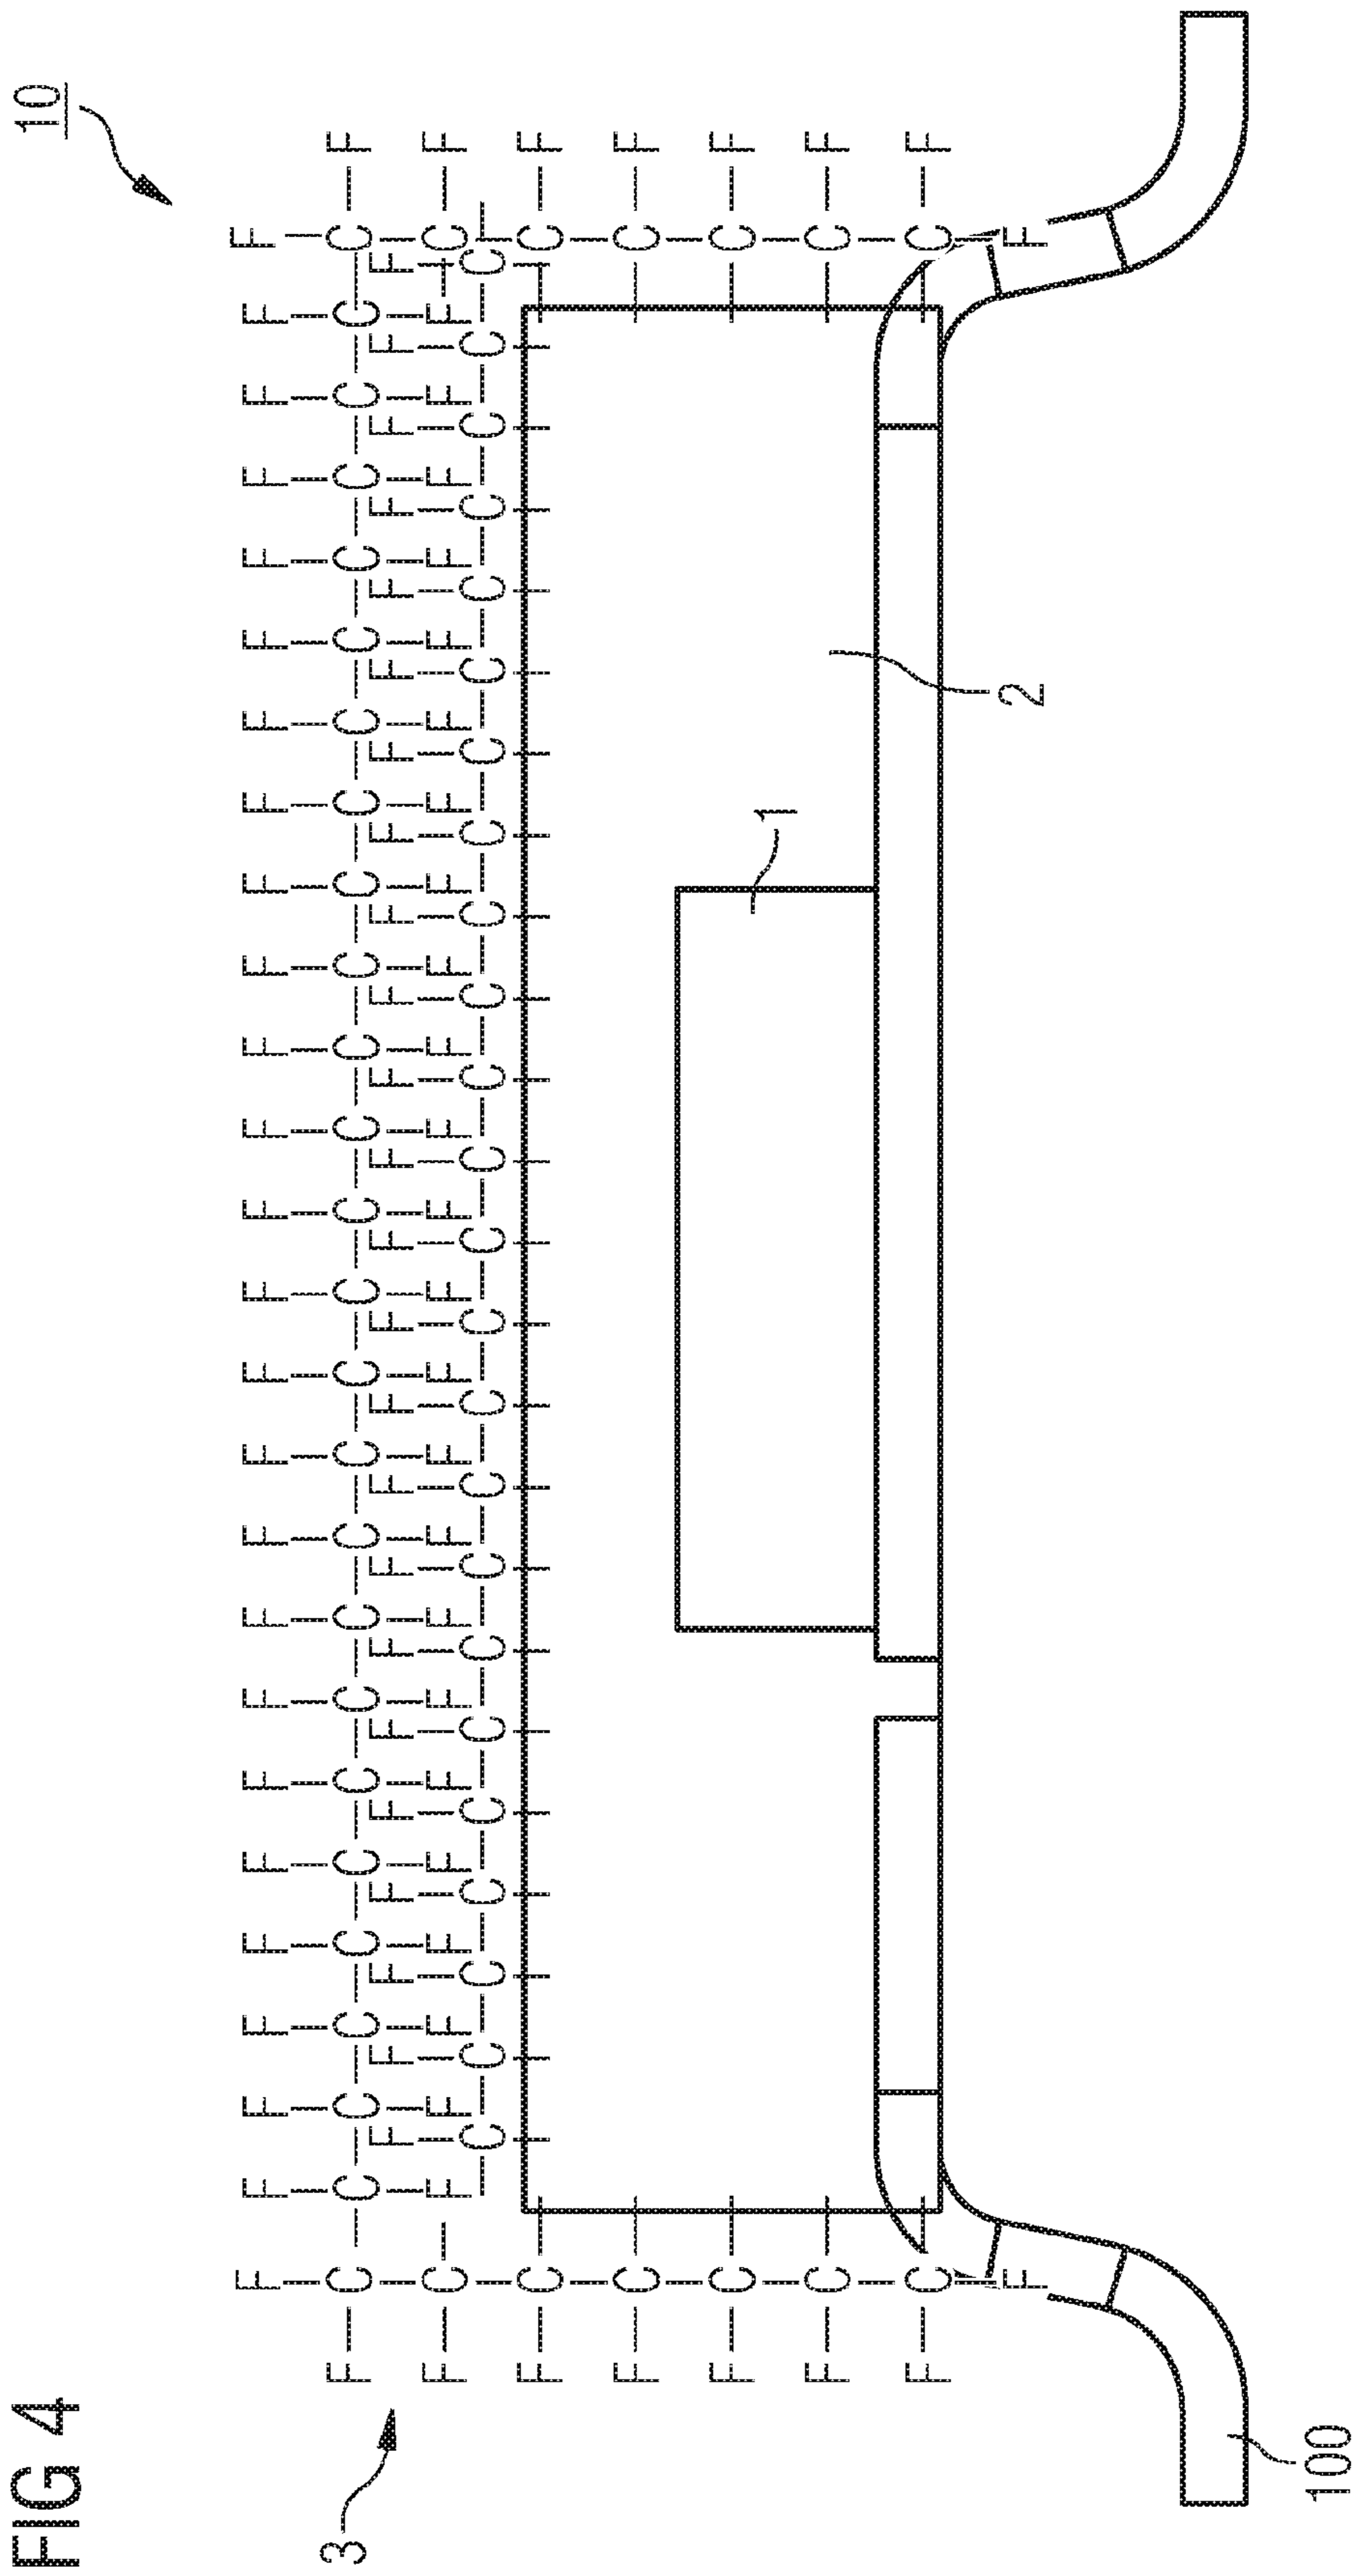 FIG 4
10
3
F F F F F F F F F F F F F F F F F F F F F F F F F F
F—C—C—C—C—C—C—C—C—C—C—C—C—C—C—C—C—C—C—C—C—C—C—C—C—C—C—F
F F F F F F F F F F F F F F F F F F F F F F F F
F—C F F F F F F F F F F F F F F F F F F F F F F F F C—F
C—C—C—C—C—C—C—C—C—C—C—C—C—C—C—C—C—C—C—C—C—C—C—C
F—C— C—F
F—C— C—F
F—C— 1 C—F
F—C— C—F
F—C— C—F
F 2 F
100